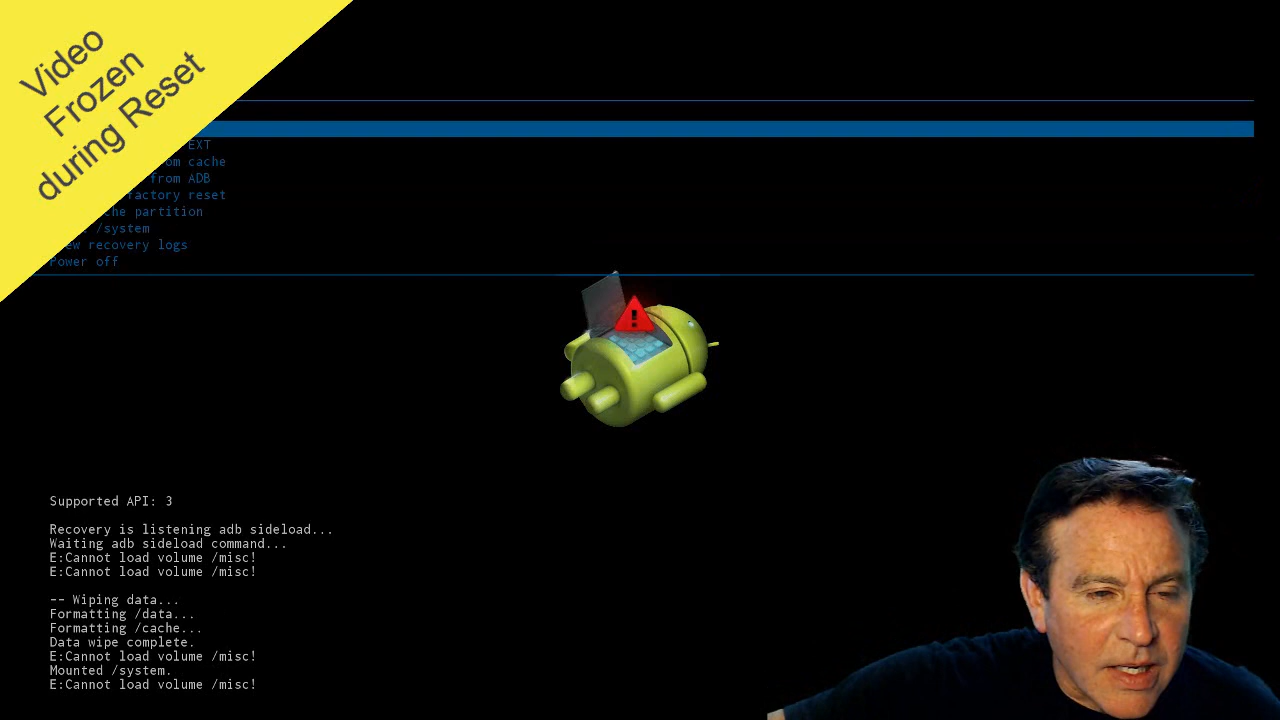 Video
Frozen
during Reset
EXT
om cache
from ADB
factory reset
che partition
/system
ew recovery logs
Power off
Supported API: 3
Recovery is listening adb sideload...
Waiting adb sideload command...
E:Cannot load volume /misc!
E:Cannot load volume /misc!
-- Wiping data...
Formatting /data...
Formatting /cache...
Data wipe complete.
E:Cannot load volume /misc!
Mounted /system.
E:Cannot load volume /misc!